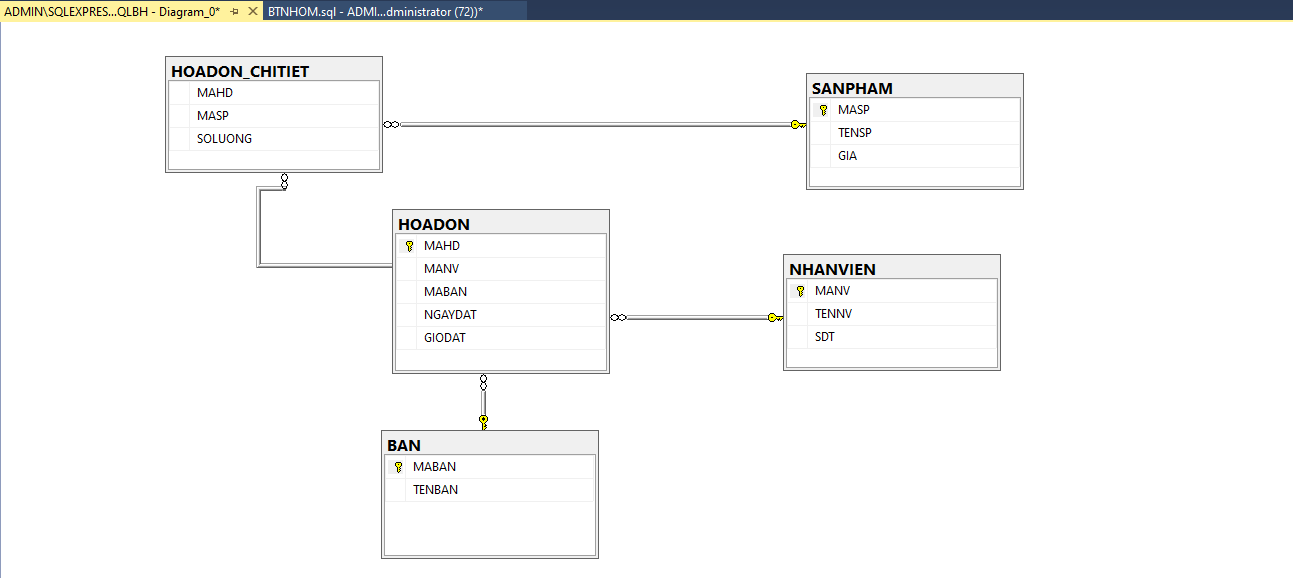 ADMIN\SQLEXPRES...QLBH - Diagram_0*
BTNHOM.sql - ADMI...dministrator (72))*
HOADON_CHITIET
MAHD
MASP
SOLUONG
SANPHAM
MASP
TENSP
GIA
HOADON
MAHD
MANV
MABAN
NGAYDAT
GIODAT
NHANVIEN
MANV
TENNV
SDT
BAN
MABAN
TENBAN